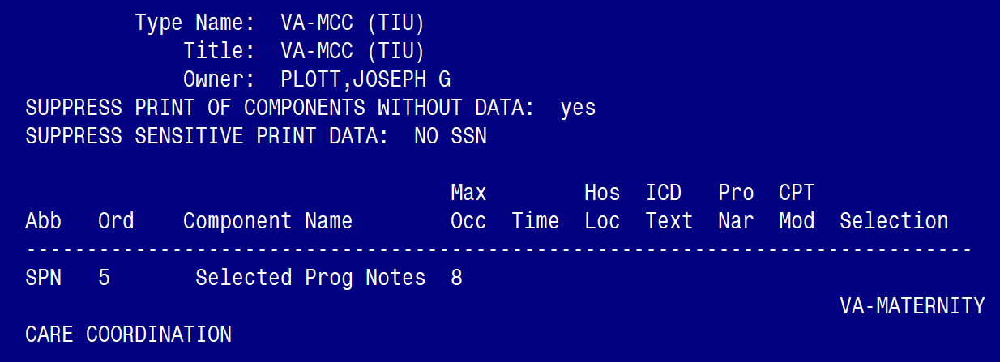 Type Name: VA-MCC (TIU)
Title: VA-MCC (TIU)
Owner: PLOTT,JOSEPH G
SUPPRESS PRINT OF COMPONENTS WITHOUT DATA: yes
SUPPRESS SENSITIVE PRINT DATA: NO SSN
Max Hos ICD Pro CPT
Abb Ord Component Name Occ Time Loc Text Nar Mod Selection
------------------------------------------------------------------------------
SPN 5 Selected Prog Notes 8
VA-MATERNITY
CARE COORDINATION